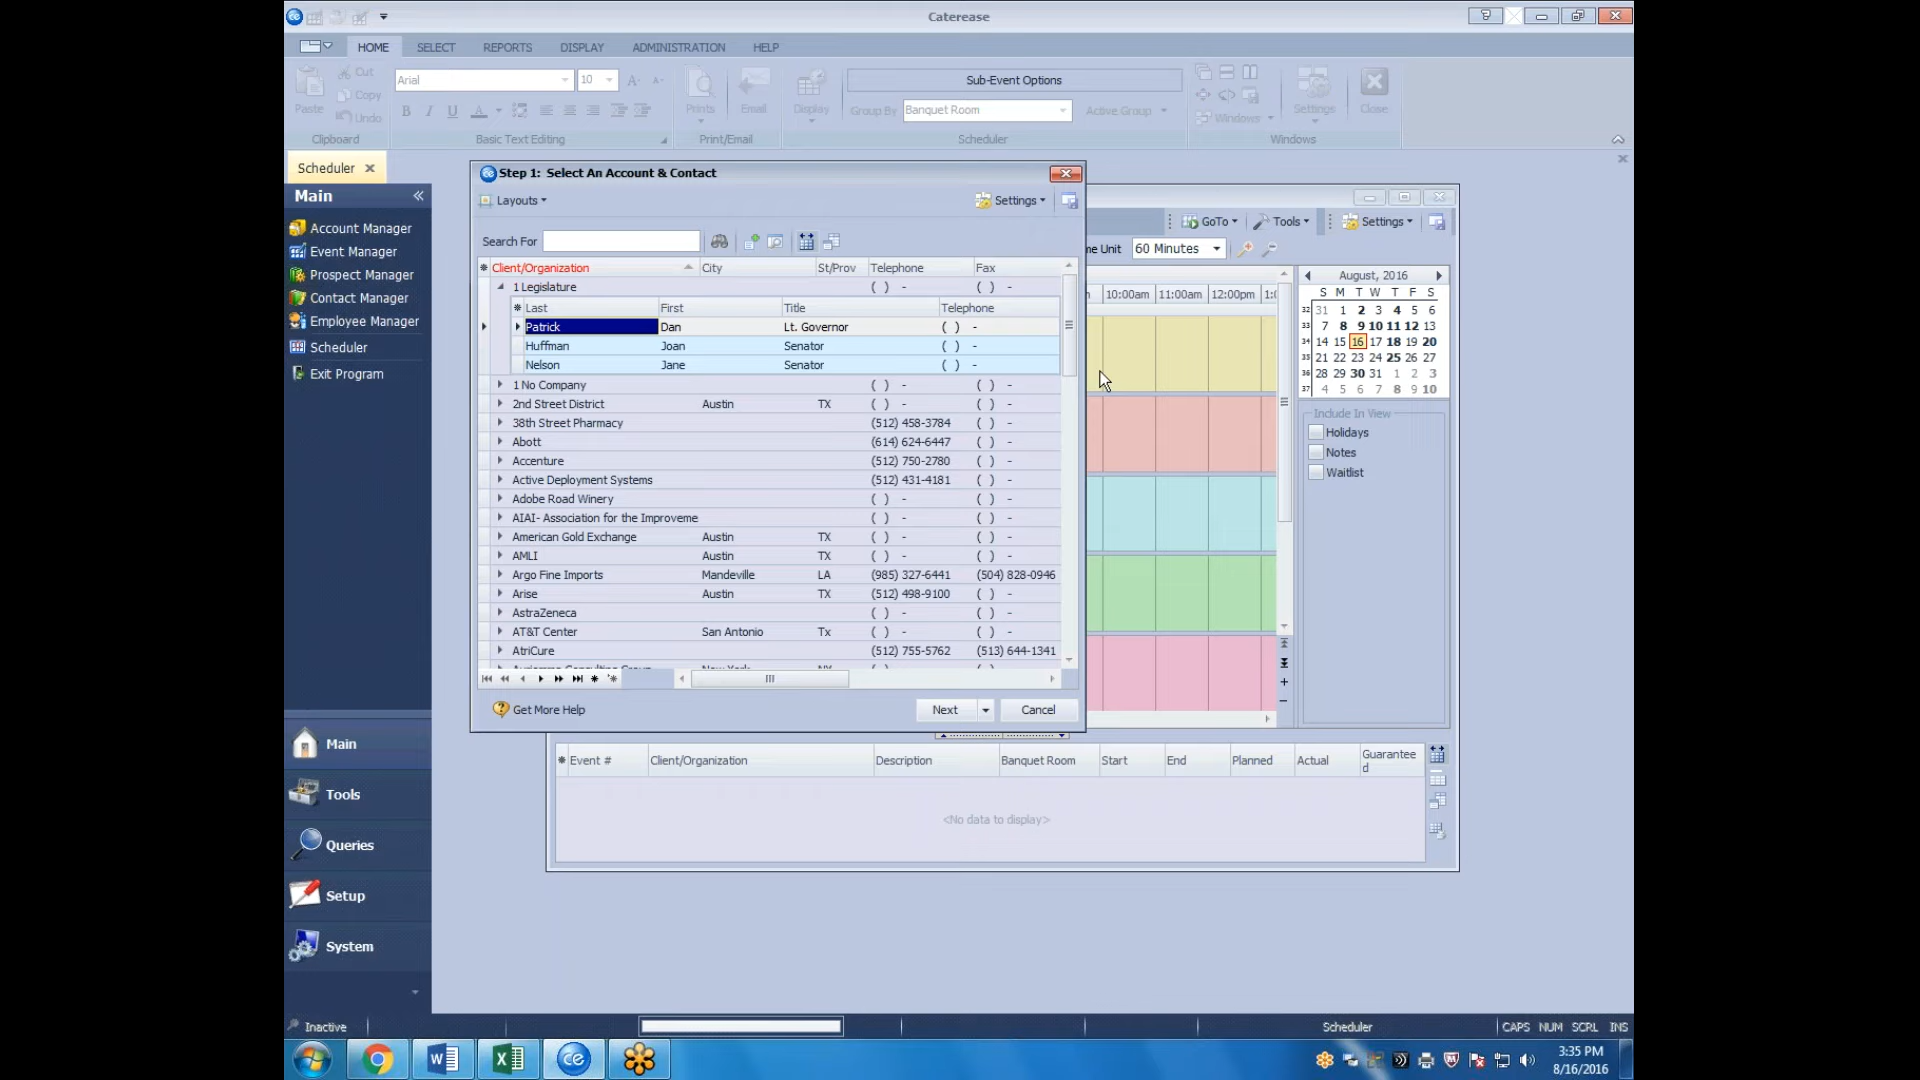 Caterease
HOME SELECT REPORTS DISPLAY ADMINISTRATION HELP
Paste Cut Copy Undo
Clipboard
Arial 10
B I U A
Basic Text Editing
Prints Email
Print/Email
Display
Sub-Event Options
Group By Banquet Room Active Group
Scheduler
Windows Settings Close
Windows
Scheduler
Main
Account Manager
Event Manager
Prospect Manager
Contact Manager
Employee Manager
Scheduler
Exit Program
Main
Tools
Queries
Setup
System
Step 1: Select An Account & Contact
Layouts Settings
Search For
Client/Organization City St/Prov Telephone Fax
1 Legislature ( ) -
Last First Title Telephone
Patrick Dan Lt. Governor ( ) -
Huffman Joan Senator ( ) -
Nelson Jane Senator ( ) -
1 No Company ( ) - ( ) -
2nd Street District Austin TX ( ) - ( ) -
38th Street Pharmacy (512) 458-3784 ( ) -
Abott (614) 624-6447 ( ) -
Accenture (512) 750-2780 ( ) -
Active Deployment Systems (512) 431-4181 ( ) -
Adobe Road Winery ( ) - ( ) -
AIAI- Association for the Improveme ( ) - ( ) -
American Gold Exchange Austin TX ( ) - ( ) -
AMLI Austin TX ( ) - ( ) -
Argo Fine Imports Mandeville LA (985) 327-6441 (504) 828-0946
Arise Austin TX (512) 498-9100 ( ) -
AstraZeneca ( ) - ( ) -
AT&T Center San Antonio Tx ( ) - ( ) -
AtriCure (512) 755-5762 (513) 644-1341
Get More Help Next Cancel
GoTo Tools Settings
me Unit 60 Minutes
10:00am 11:00am 12:00pm
August, 2016
S M T W T F S
32 31 1 2 3 4 5 6
33 7 8 9 10 11 12 13
34 14 15 16 17 18 19 20
35 21 22 23 24 25 26 27
36 28 29 30 31 1 2 3
37 4 5 6 7 8 9 10
Include In View
Holidays
Notes
Waitlist
Event # Client/Organization Description Banquet Room Start End Planned Actual Guaranteed
<No data to display>
Inactive Scheduler CAPS NUM SCRL INS
3:35 PM
8/16/2016